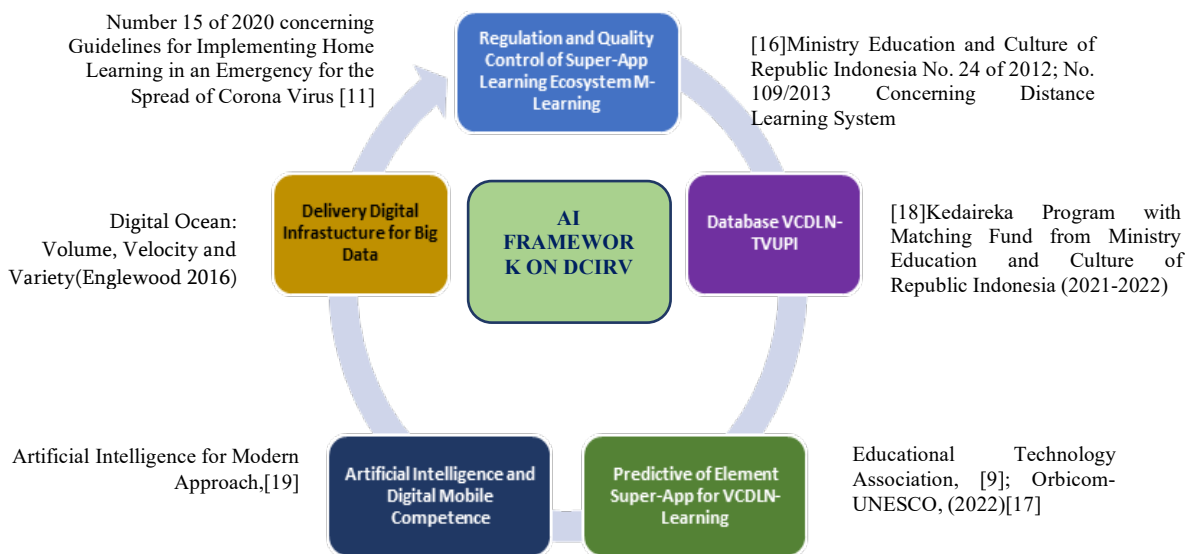 Number 15 of 2020 concerning
Guidelines for Implementing Home
Learning in an Emergency for the
Spread of Corona Virus [11]
Regulation and Quality
Control of Super-App
Learning Ecosystem M-
Learning
[16]Ministry Education and Culture of
Republic Indonesia No. 24 of 2012; No.
109/2013 Concerning Distance
Learning System
Digital Ocean:
Volume, Velocity and
Variety(Englewood 2016)
Delivery Digital
Infrastucture for Big
Data
AI
FRAMEWOR
K ON DCIRV
Database VCDLN-
TVUPI
[18]Kedaireka Program with
Matching Fund from Ministry
Education and Culture of
Republic Indonesia (2021-2022)
Artificial Intelligence for Modern
Approach,[19]
Artificial Intelligence and
Digital Mobile
Competence
Predictive of Element
Super-App for VCDLN-
Learning
Educational Technology
Association, [9]; Orbicom-
UNESCO, (2022)[17]